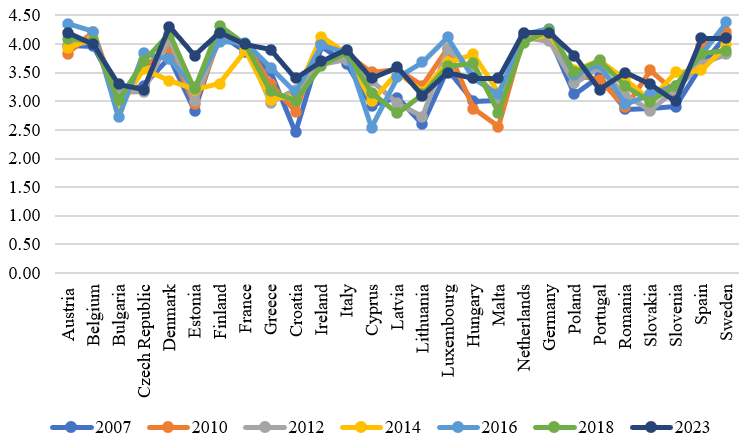 4.50
4.00
3.50
3.00
2.50
2.00
1.50
1.00
0.50
0.00
Austria
Belgium
Bulgaria
Czech Republic
Denmark
Estonia
Finland
France
Greece
Croatia
Ireland
Italy
Cyprus
Latvia
Lithuania
Luxembourg
Hungary
Malta
Netherlands
Germany
Poland
Portugal
Romania
Slovakia
Slovenia
Spain
Sweden
2007 2010 2012 2014 2016 2018 2023